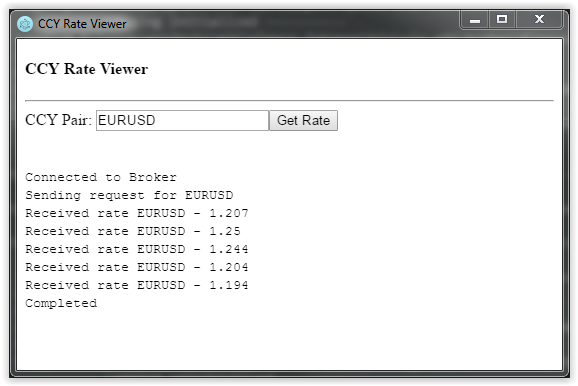 CCY Rate Viewer
CCY Rate Viewer
CCY Pair: EURUSD Get Rate
Connected to Broker
Sending request for EURUSD
Received rate EURUSD - 1.207
Received rate EURUSD - 1.25
Received rate EURUSD - 1.244
Received rate EURUSD - 1.204
Received rate EURUSD - 1.194
Completed